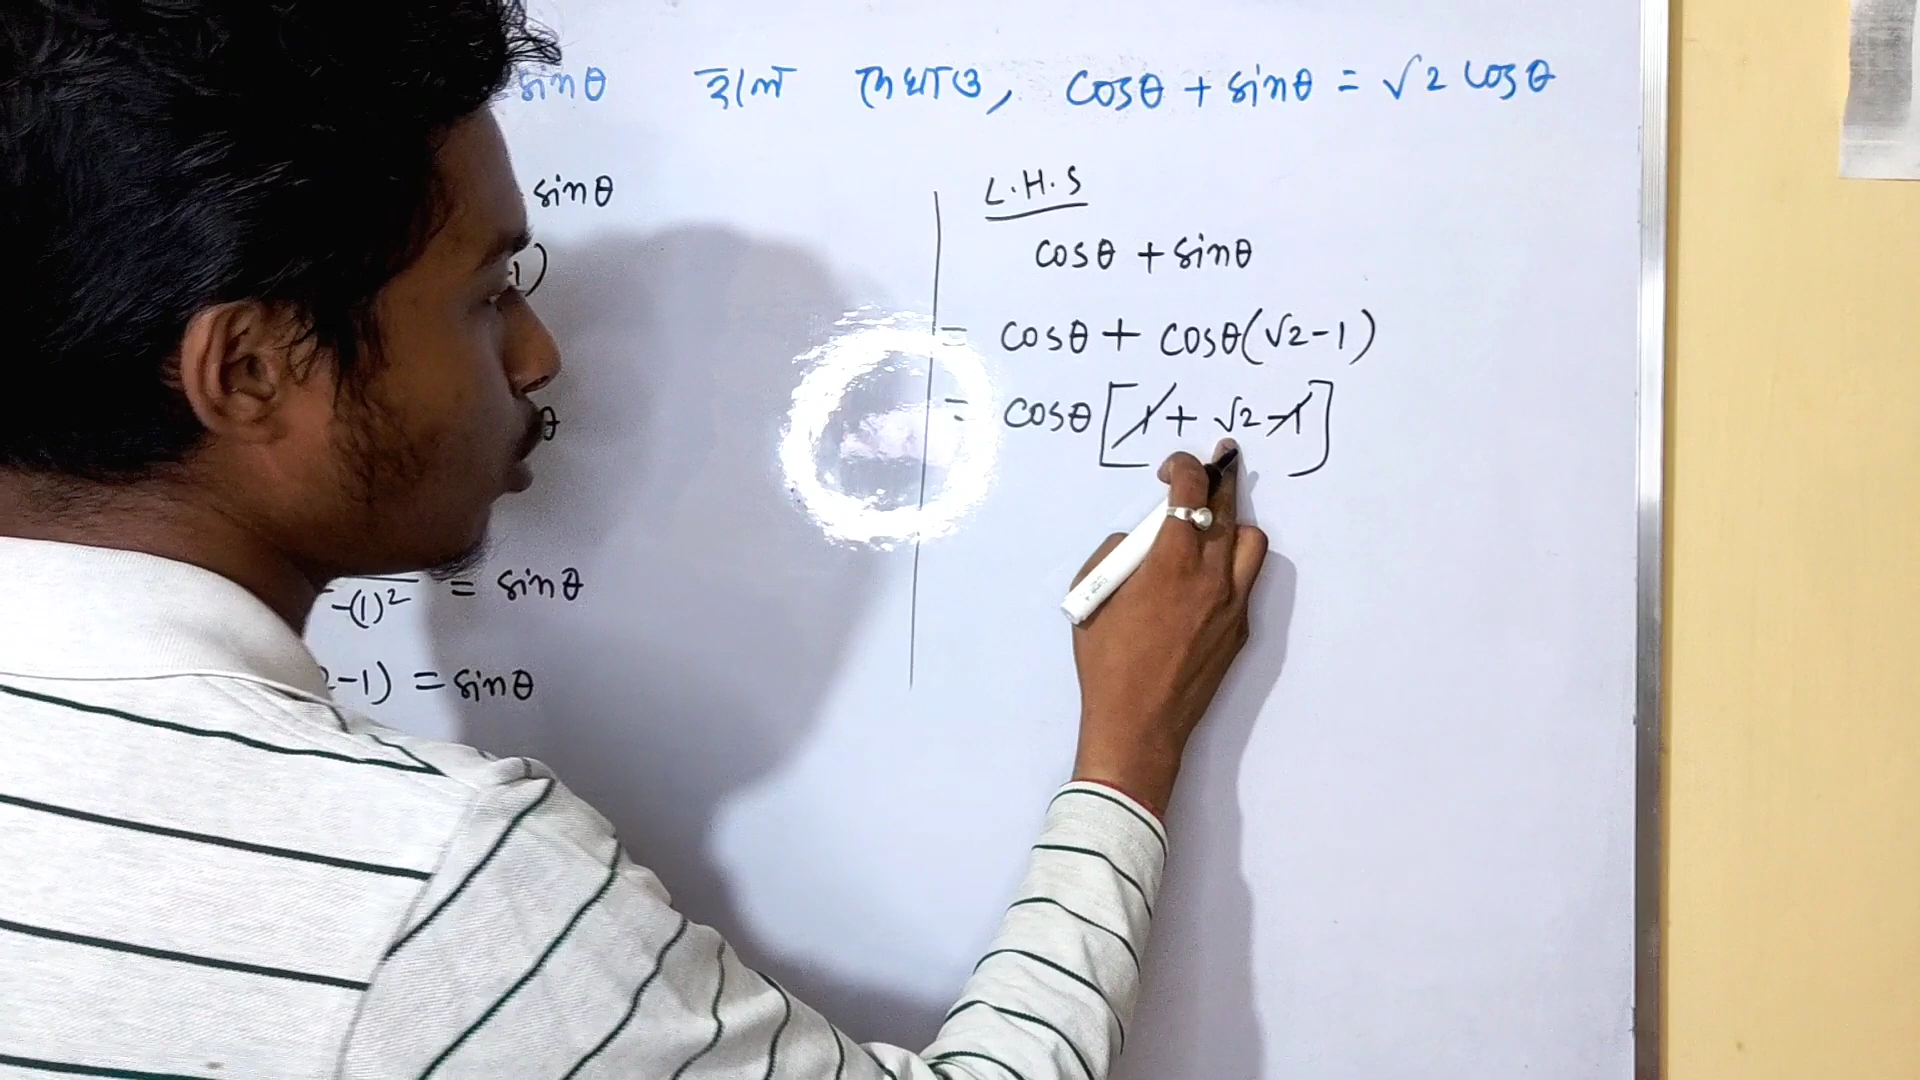 sinθ হলে দেখাও, cosθ + sinθ = √2 cosθ
sinθ
-1)
θ
-(1)² = sinθ
2-1) = sinθ
L.H.S
cosθ + sinθ
= cosθ + cosθ(√2-1)
= cosθ[1 + √2 -1]